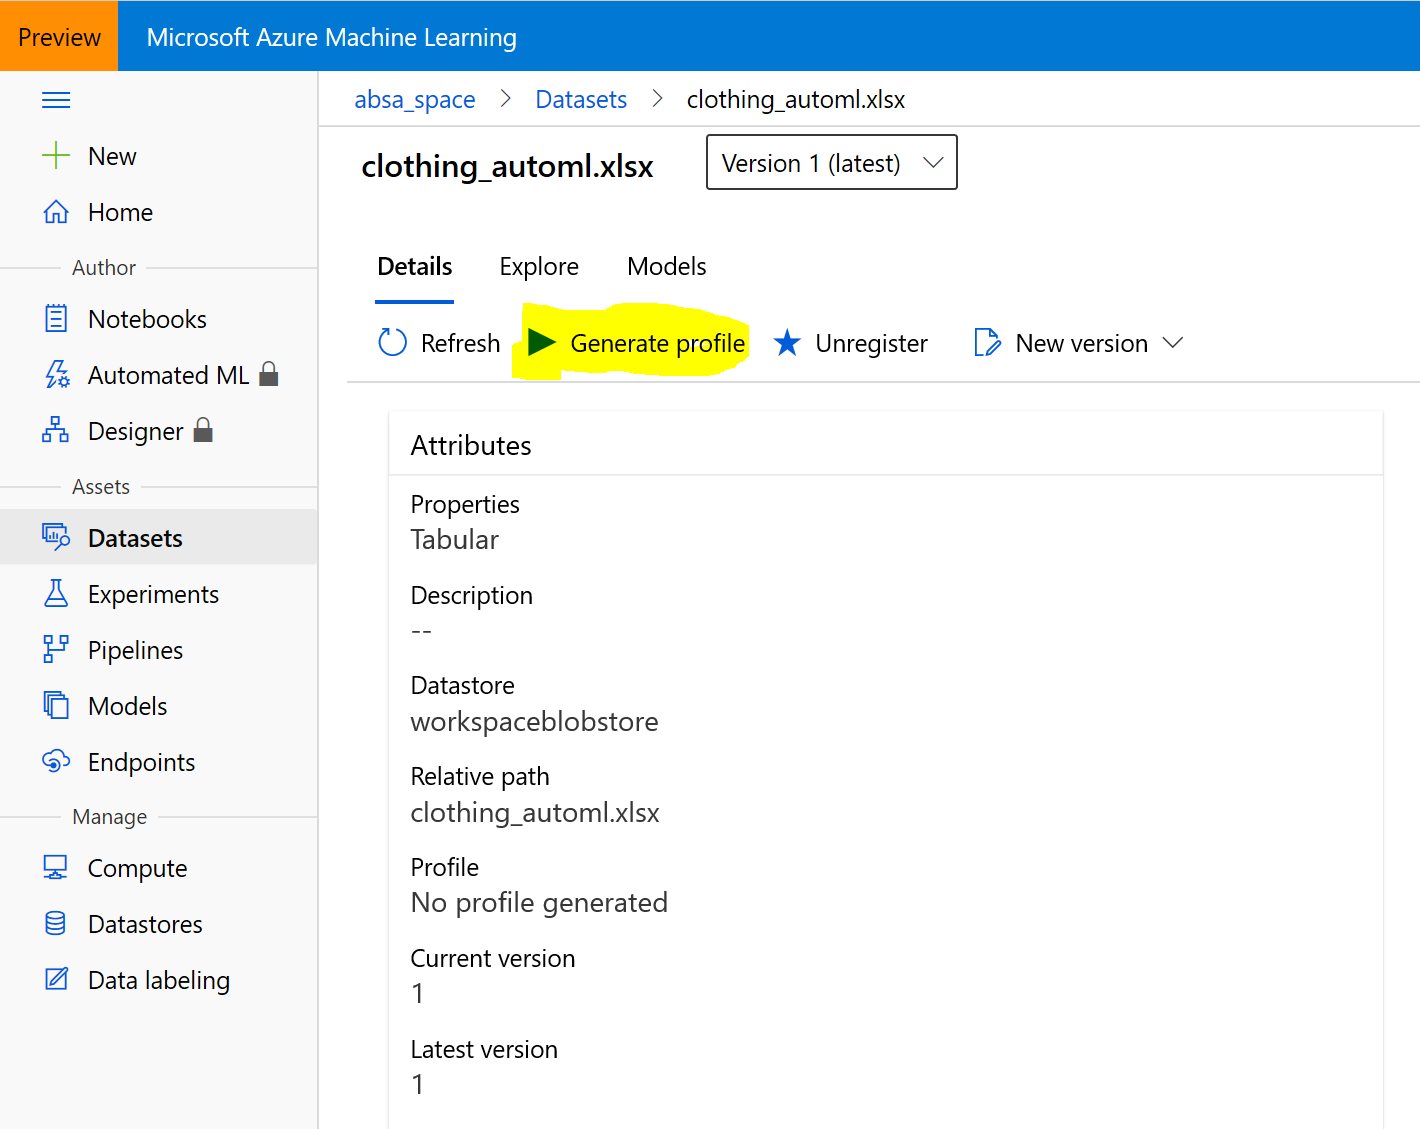 Preview Microsoft Azure Machine Learning
absa_space > Datasets > clothing_automl.xlsx
New
Home
Author
Notebooks
Automated ML
Designer
Assets
Datasets
Experiments
Pipelines
Models
Endpoints
Manage
Compute
Datastores
Data labeling
clothing_automl.xlsx Version 1 (latest)
Details Explore Models
Refresh Generate profile Unregister New version
Attributes
Properties
Tabular
Description
--
Datastore
workspaceblobstore
Relative path
clothing_automl.xlsx
Profile
No profile generated
Current version
1
Latest version
1